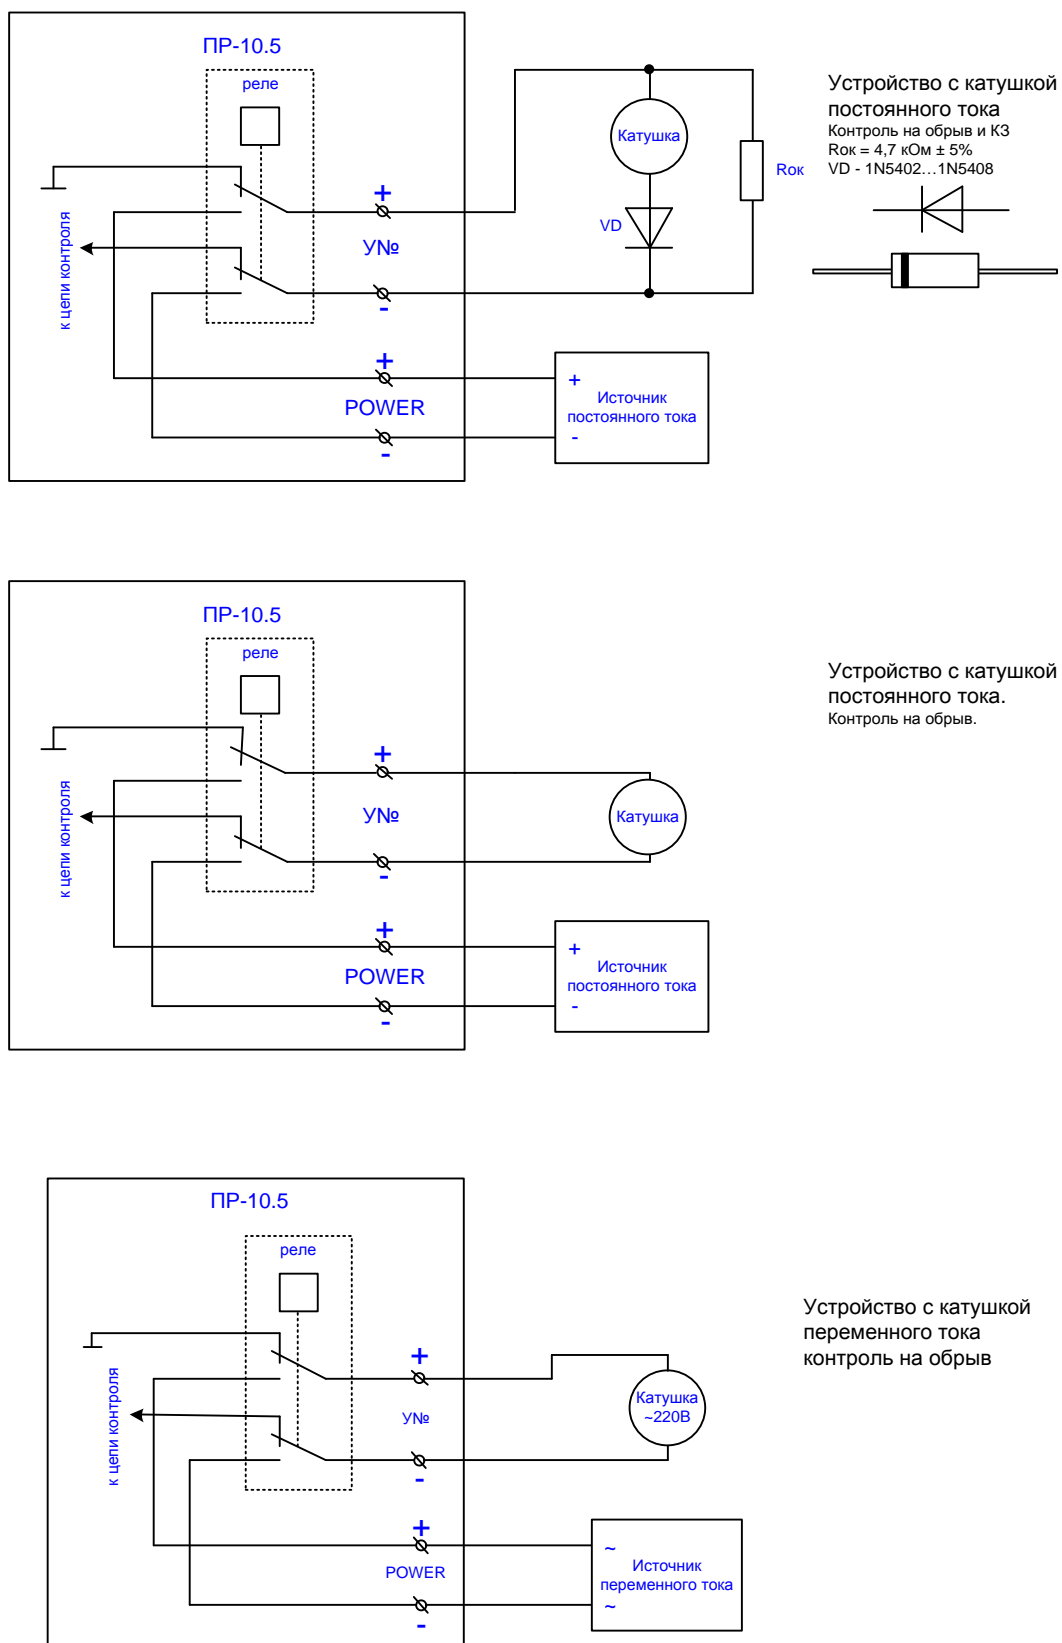 ПР-10.5
реле
к цепи контроля
+
У№
-
+
POWER
-
Катушка
VD
Rок
+
Источник
постоянного тока
-
Устройство с катушкой
постоянного тока
Контроль на обрыв и КЗ
Rок = 4,7 кОм ± 5%
VD - 1N5402...1N5408
ПР-10.5
реле
к цепи контроля
+
У№
-
+
POWER
-
Катушка
+
Источник
постоянного тока
-
Устройство с катушкой
постоянного тока.
Контроль на обрыв.
ПР-10.5
реле
к цепи контроля
+
У№
-
+
POWER
-
Катушка
~220В
~
Источник
переменного тока
~
Устройство с катушкой
переменного тока
контроль на обрыв